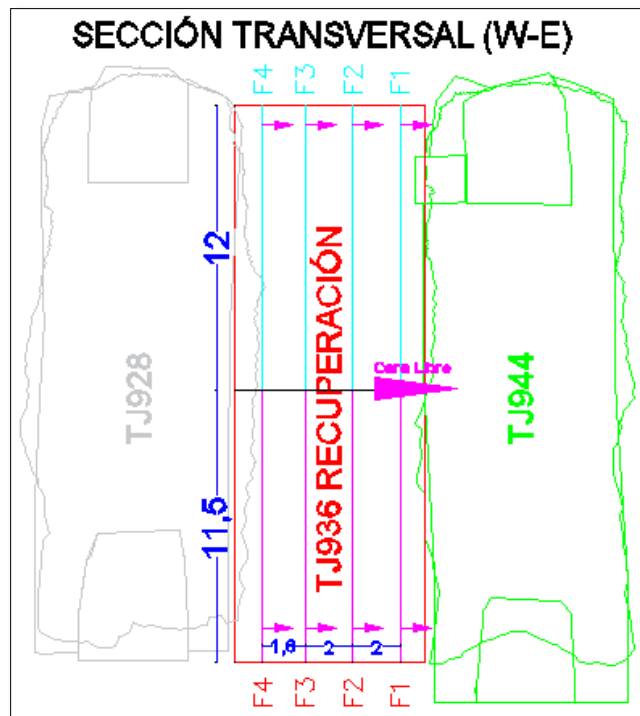 SECCIÓN TRANSVERSAL (W-E)
F4 F3 F2 F1
12
TJ928
TJ936 RECUPERACIÓN
Cara Libre
TJ944
11,5
1,8 2 2
F4 F3 F2 F1